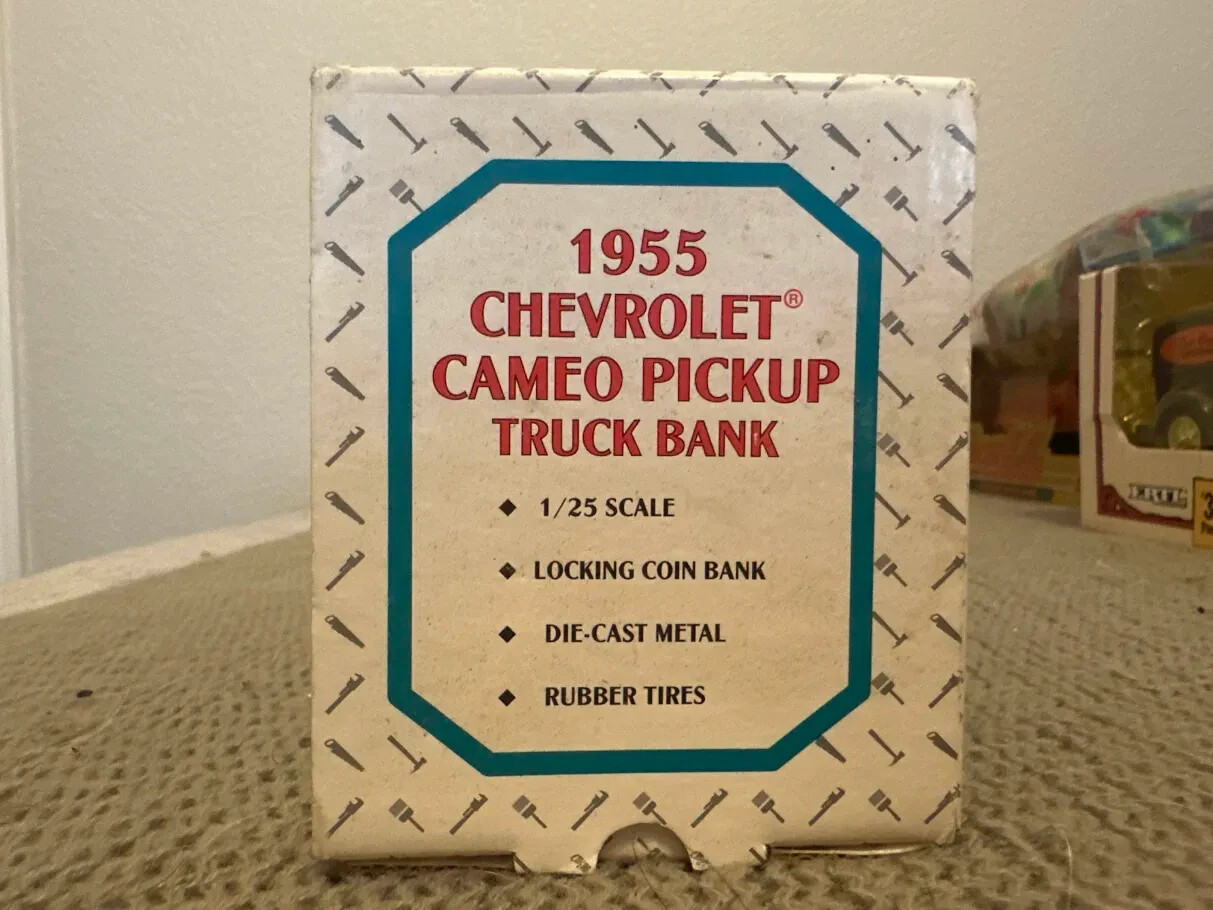 1955
CHEVROLET®
CAMEO PICKUP
TRUCK BANK
◆ 1/25 SCALE
◆ LOCKING COIN BANK
◆ DIE-CAST METAL
◆ RUBBER TIRES
ERTL